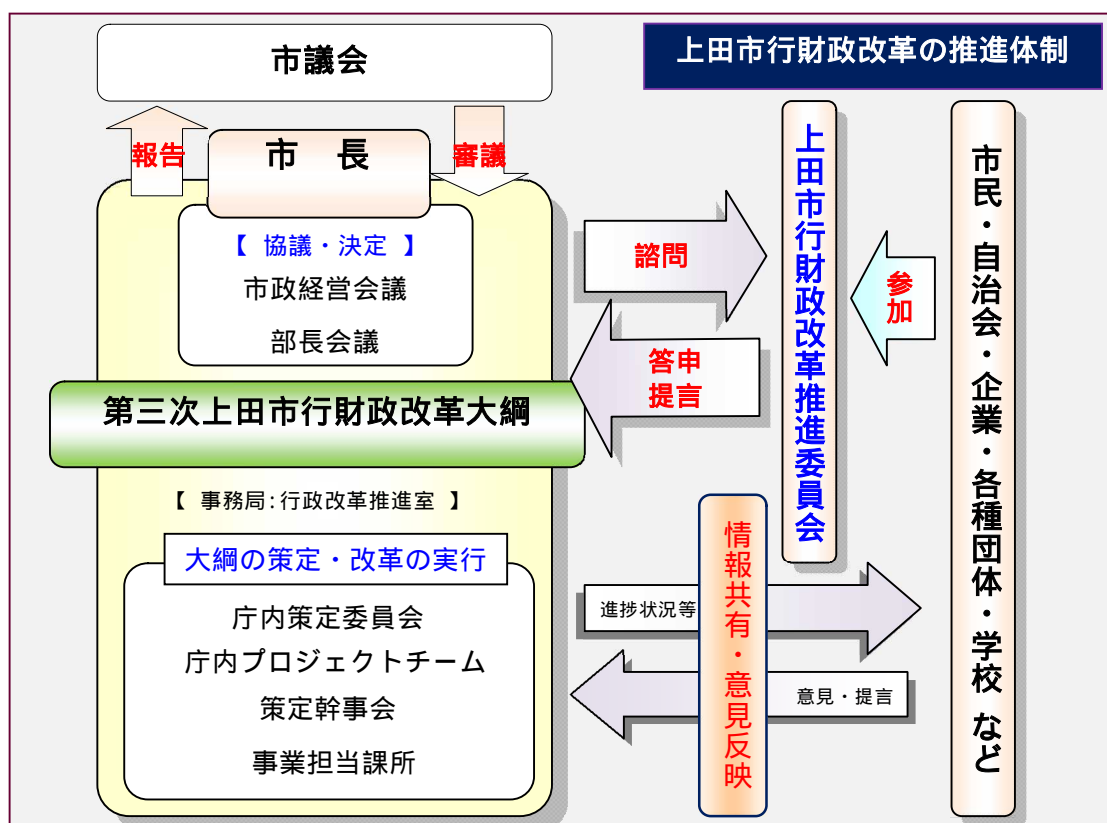 上田市行財政改革の推進体制
市議会
報告
審議
市　長
【 協議・決定 】
市政経営会議
部長会議
第三次上田市行財政改革大綱
【 事務局:行政改革推進室 】
大綱の策定・改革の実行
庁内策定委員会
庁内プロジェクトチーム
策定幹事会
事業担当課所
諮問
答申
提言
上田市行財政改革推進委員会
参加
市民・自治会・企業・各種団体・学校 など
進捗状況等
情報共有・意見反映
意見・提言